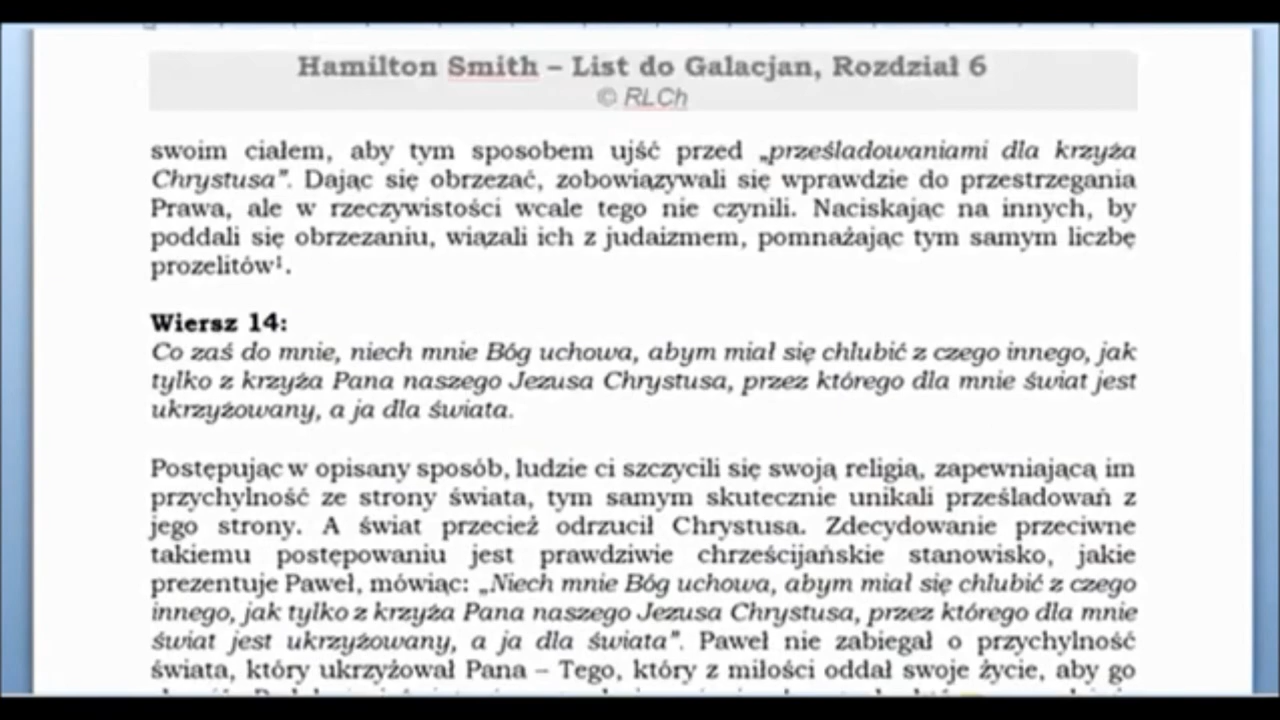 Hamilton Smith – List do Galacjan, Rozdział 6
© RLCh
swoim ciałem, aby tym sposobem ujść przed „prześladowaniami dla krzyża
Chrystusa”. Dając się obrzezać, zobowiązywali się wprawdzie do przestrzegania
Prawa, ale w rzeczywistości wcale tego nie czynili. Naciskając na innych, by
poddali się obrzezaniu, wiązali ich z judaizmem, pomnażając tym samym liczbę
prozelitów¹.
Wiersz 14:
Co zaś do mnie, niech mnie Bóg uchowa, abym miał się chlubić z czego innego, jak
tylko z krzyża Pana naszego Jezusa Chrystusa, przez którego dla mnie świat jest
ukrzyżowany, a ja dla świata.
Postępując w opisany sposób, ludzie ci szczycili się swoją religią, zapewniającą im
przychylność ze strony świata, tym samym skutecznie unikali prześladowań z
jego strony. A świat przecież odrzucił Chrystusa. Zdecydowanie przeciwne
takiemu postępowaniu jest prawdziwie chrześcijańskie stanowisko, jakie
prezentuje Paweł, mówiąc: „Niech mnie Bóg uchowa, abym miał się chlubić z czego
innego, jak tylko z krzyża Pana naszego Jezusa Chrystusa, przez którego dla mnie
świat jest ukrzyżowany, a ja dla świata”. Paweł nie zabiegał o przychylność
świata, który ukrzyżował Pana – Tego, który z miłości oddał swoje życie, aby go